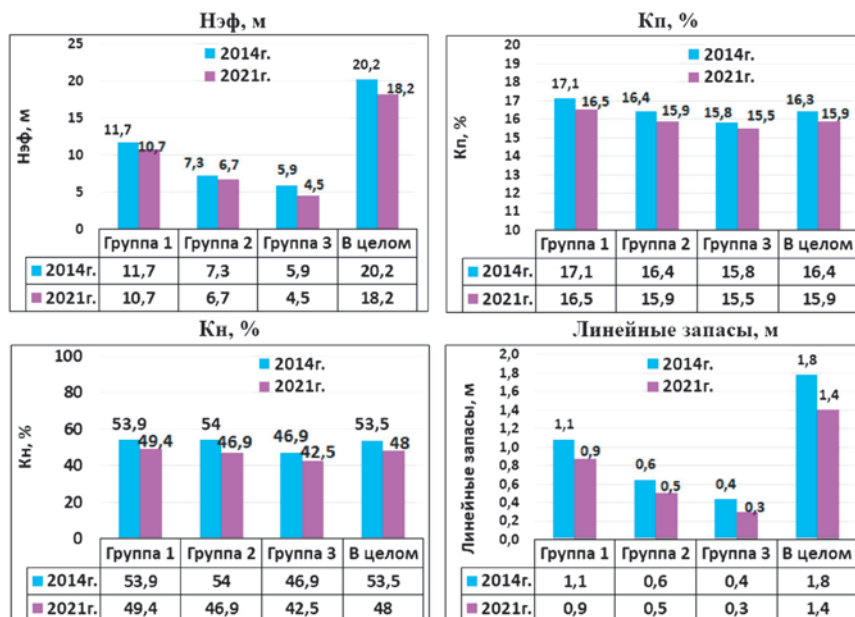 Нэф, м
25
20
15
10
5
0
Нэф, м
2014г.
2021г.
11,7
10,7
7,3
6,7
5,9
4,5
20,2
18,2
Группа 1 Группа 2 Группа 3 В целом
2014г. 11,7 7,3 5,9 20,2
2021г. 10,7 6,7 4,5 18,2
Кп, %
20
19
18
17
16
15
14
13
12
11
10
Кп, %
2014г.
2021г.
17,1
16,5
16,4
15,9
15,8
15,5
16,3
15,9
Группа 1 Группа 2 Группа 3 В целом
2014г. 17,1 16,4 15,8 16,4
2021г. 16,5 15,9 15,5 15,9
Кн, %
100
80
60
40
20
0
Кн, %
2014г.
2021г.
53,9
49,4
54
46,9
46,9
42,5
53,5
48
Группа 1 Группа 2 Группа 3 В целом
2014г. 53,9 54 46,9 53,5
2021г. 49,4 46,9 42,5 48
Линейные запасы, м
2,0
1,8
1,6
1,4
1,2
1,0
0,8
0,6
0,4
0,2
0,0
Линейные запасы, м
2014г.
2021г.
1,1
0,9
0,6
0,5
0,4
0,3
1,8
1,4
Группа 1 Группа 2 Группа 3 В целом
2014г. 1,1 0,6 0,4 1,8
2021г. 0,9 0,5 0,3 1,4